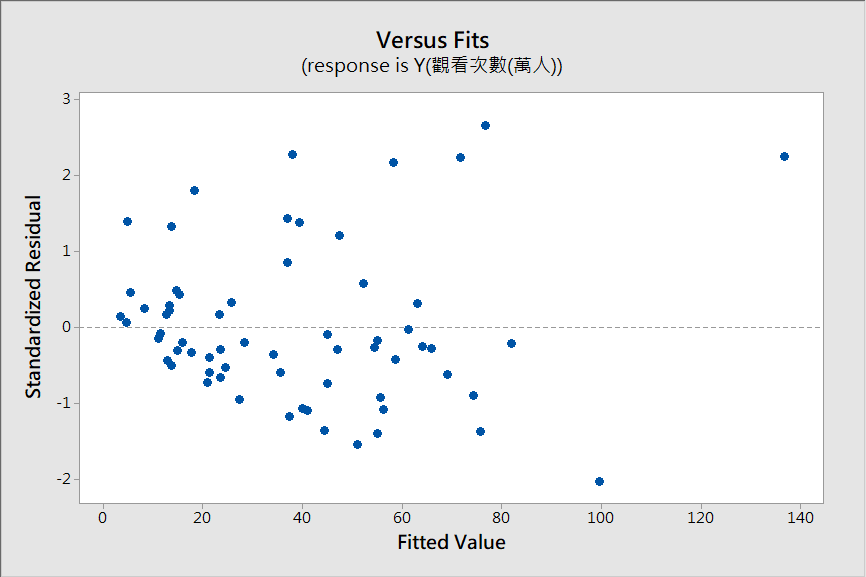 Versus Fits
(response is Y(觀看次數(萬人))
3
2
1
0
-1
-2
Standardized Residual
0 20 40 60 80 100 120 140
Fitted Value